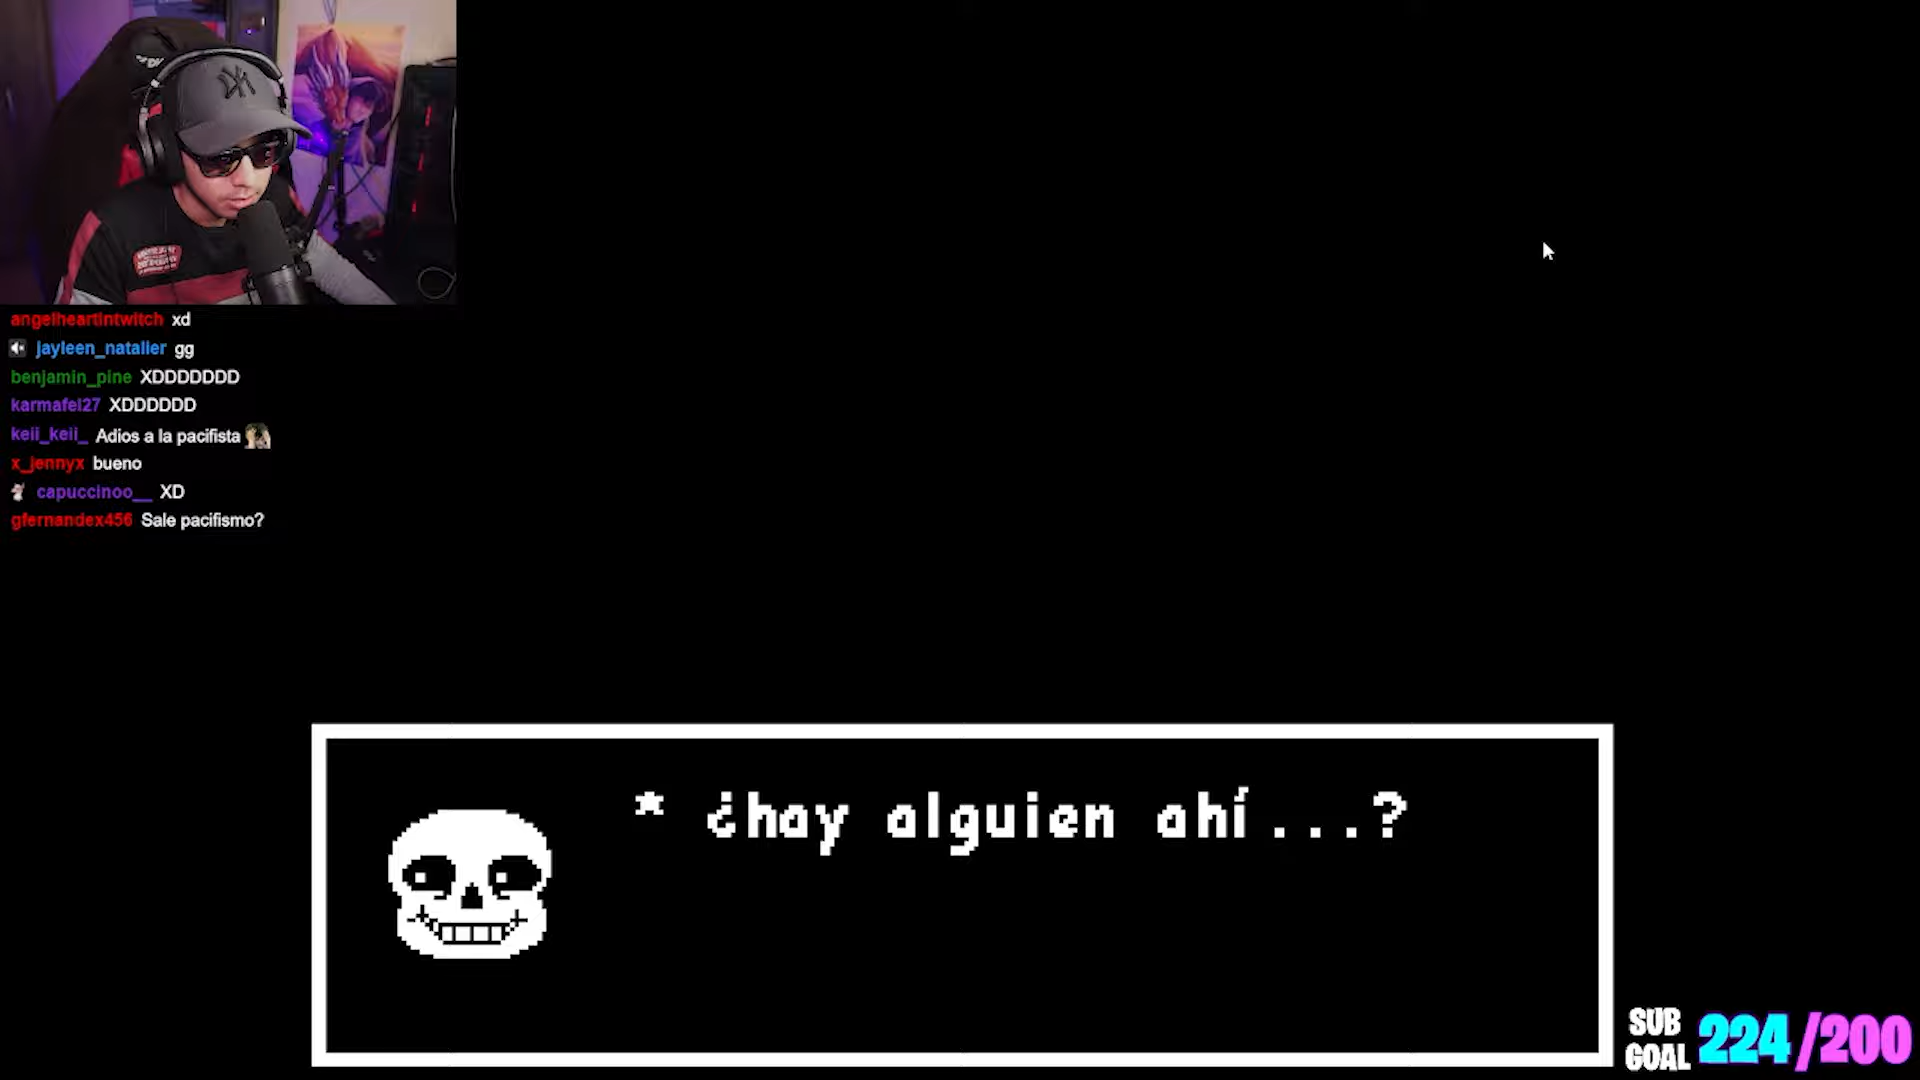 angelheartintwitch xd
jayleen_natalier gg
benjamin_pine XDDDDDDD
karmafel27 XDDDDDD
keii_keii_ Adios a la pacifista
x_jennyx bueno
capuccinoo__ XD
gfernandex456 Sale pacifismo?
* ¿hay alguien ahí...?
SUB GOAL 224/200